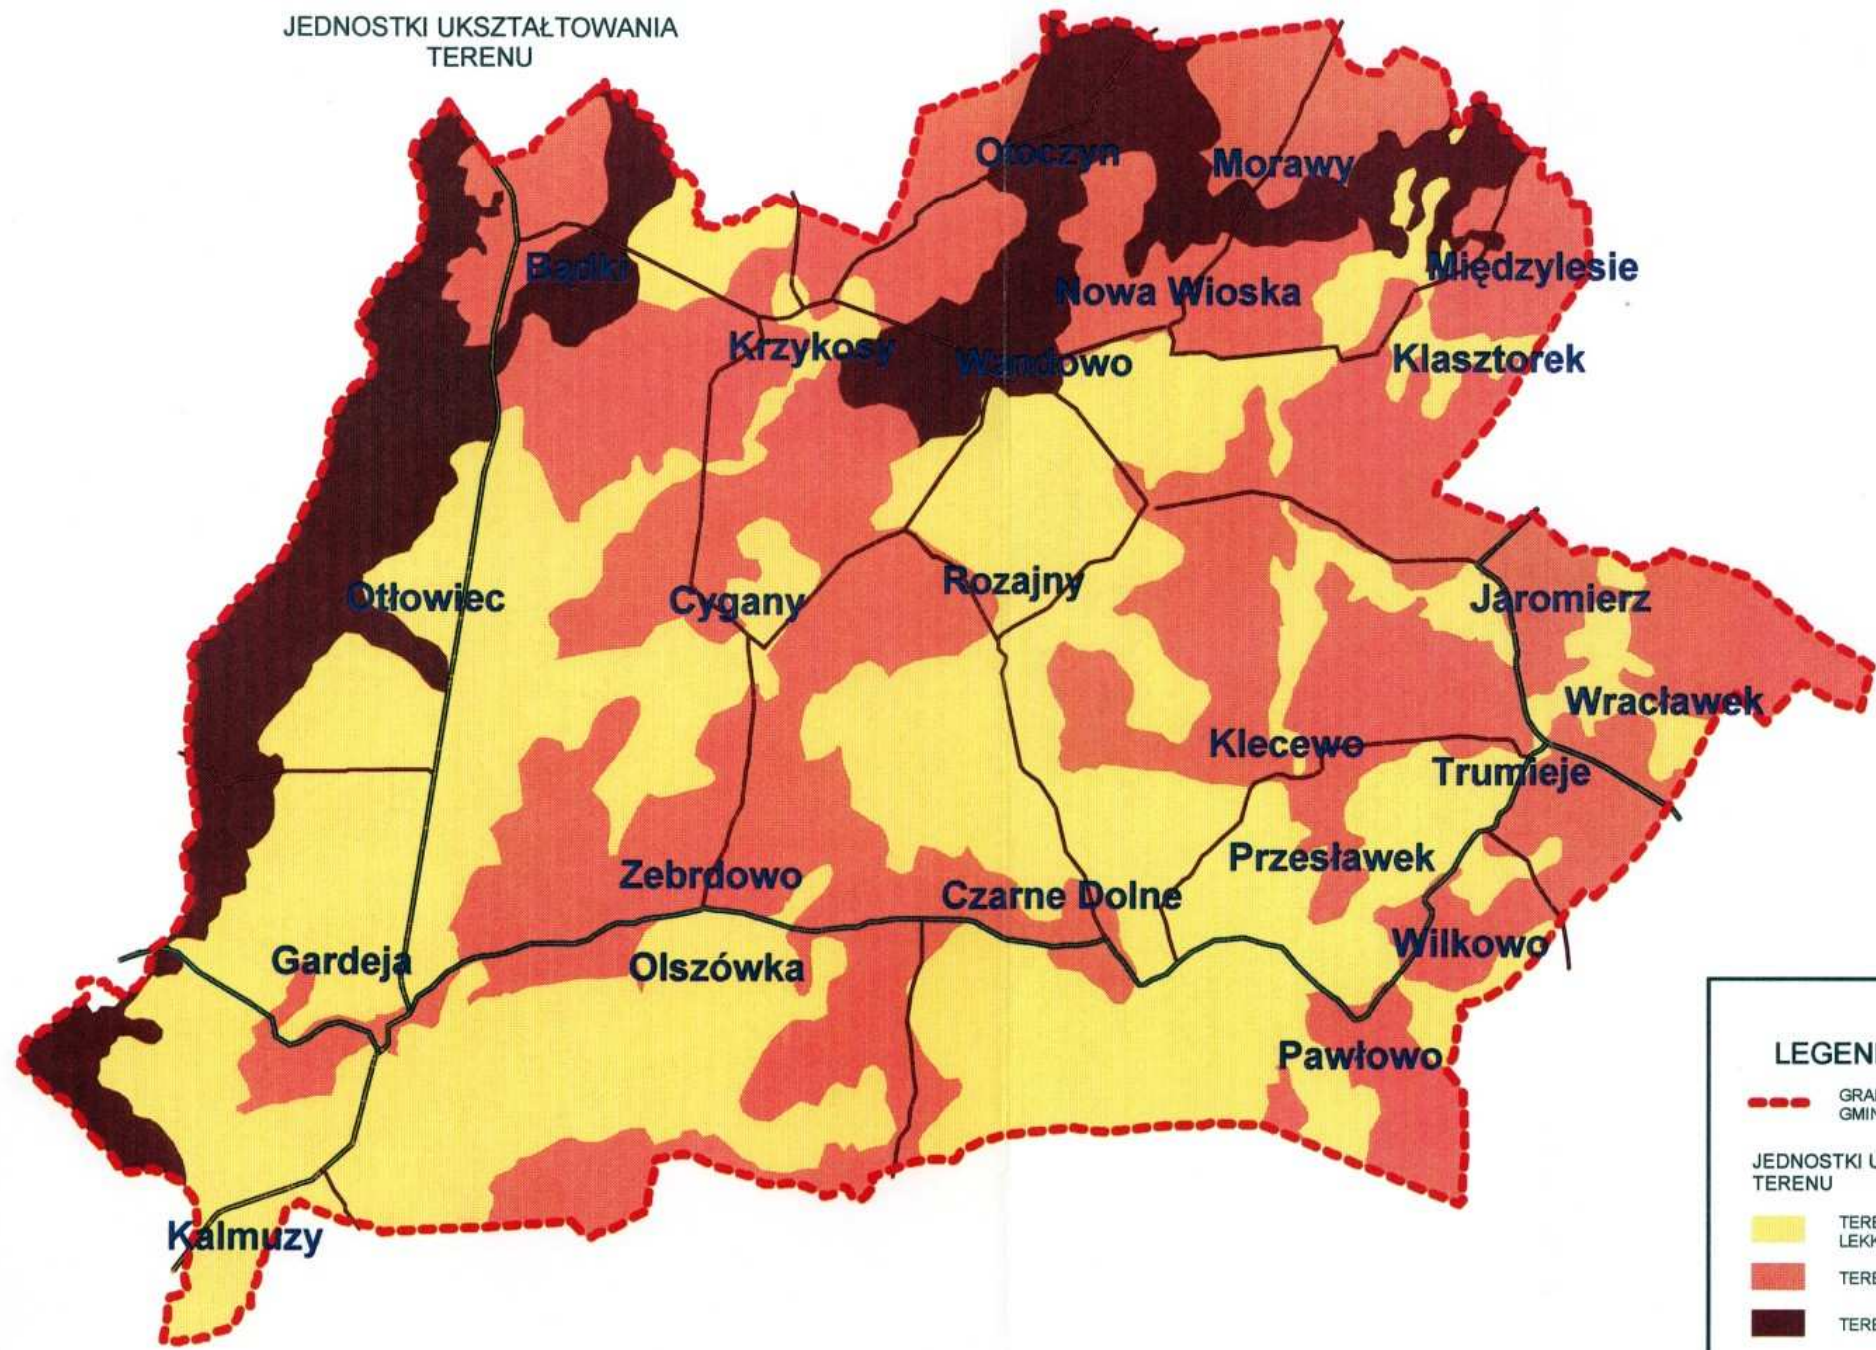 JEDNOSTKI UKSZTAŁTOWANIA
TERENU
Otoczyn
Morawy
Bądki
Międzylesie
Nowa Wioska
Krzykosy
Wandowo
Klasztorek
Otłowiec
Cygany
Rozajny
Jaromierz
Wracławek
Klecewo
Trumieje
Zebrdowo
Czarne Dolne
Przesławek
Gardeja
Olszówka
Wilkowo
Pawłowo
Kalmuzy
JEDNOSTKI
TERENU